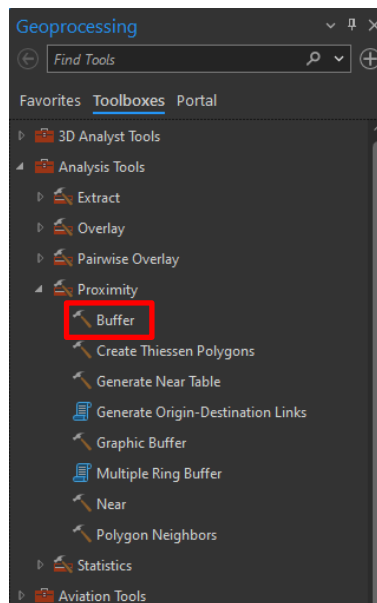 Geoprocessing
Find Tools
Favorites Toolboxes Portal
3D Analyst Tools
Analysis Tools
Extract
Overlay
Pairwise Overlay
Proximity
Buffer
Create Thiessen Polygons
Generate Near Table
Generate Origin-Destination Links
Graphic Buffer
Multiple Ring Buffer
Near
Polygon Neighbors
Statistics
Aviation Tools